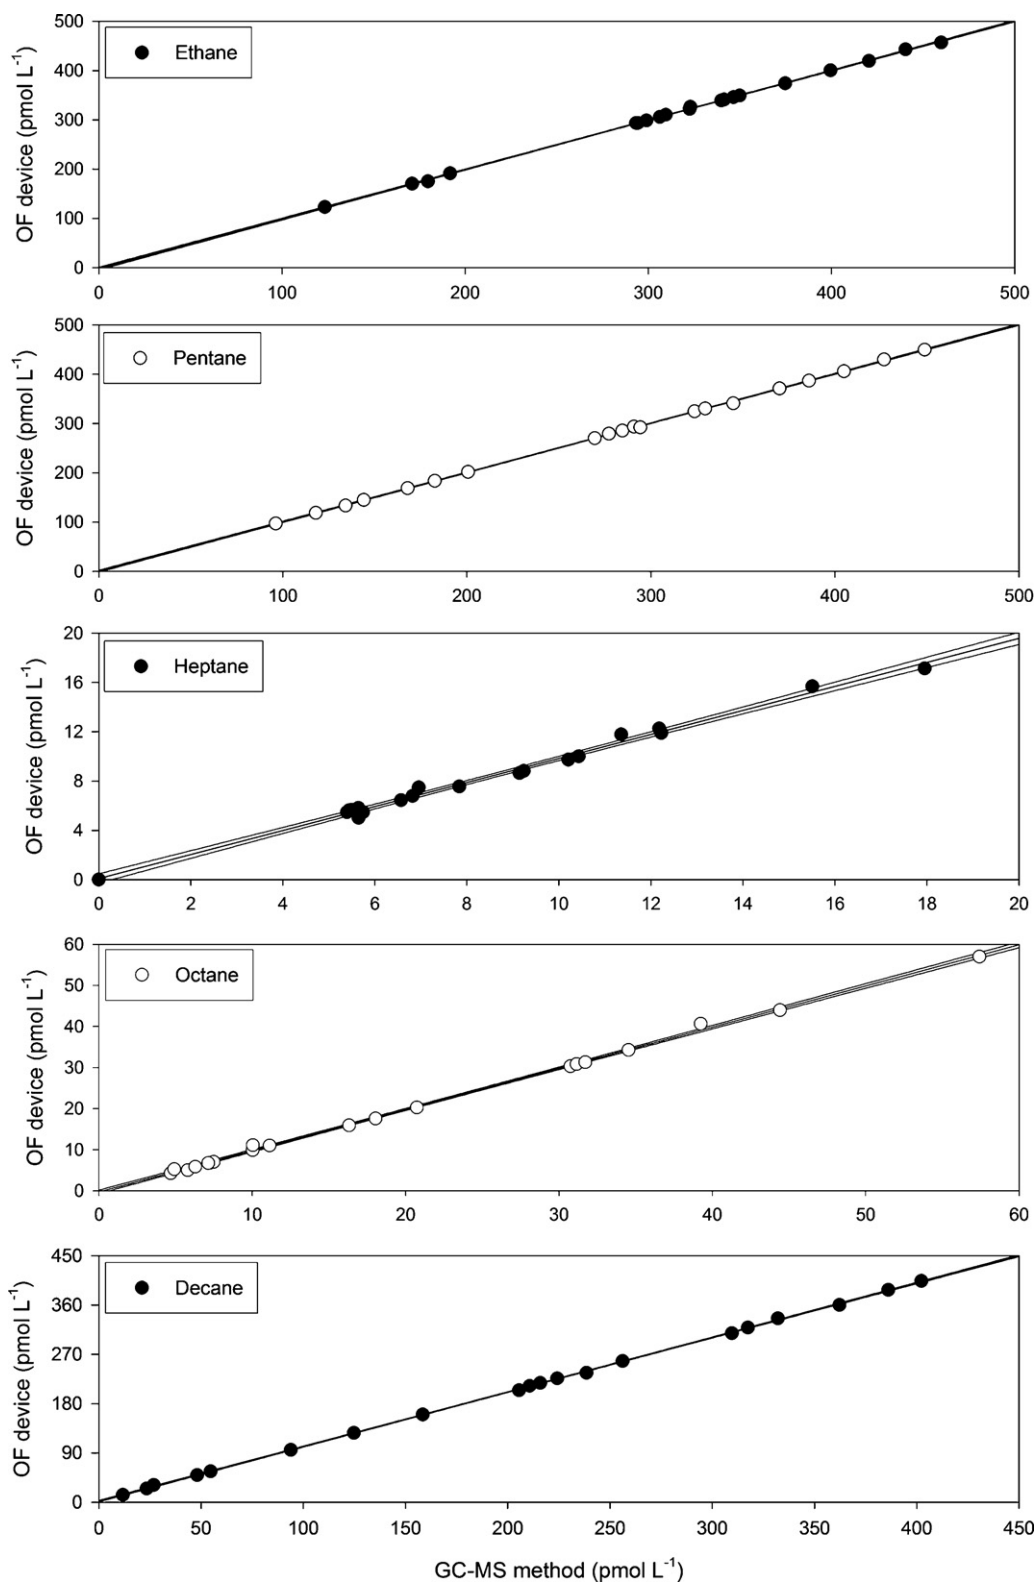 Ethane
OF device (pmol L⁻¹)
500
400
300
200
100
0
0 100 200 300 400 500
Pentane
OF device (pmol L⁻¹)
500
400
300
200
100
0
0 100 200 300 400 500
Heptane
OF device (pmol L⁻¹)
20
16
12
8
4
0
0 2 4 6 8 10 12 14 16 18 20
Octane
OF device (pmol L⁻¹)
60
50
40
30
20
10
0
0 10 20 30 40 50 60
Decane
OF device (pmol L⁻¹)
450
360
270
180
90
0
0 50 100 150 200 250 300 350 400 450
GC-MS method (pmol L⁻¹)